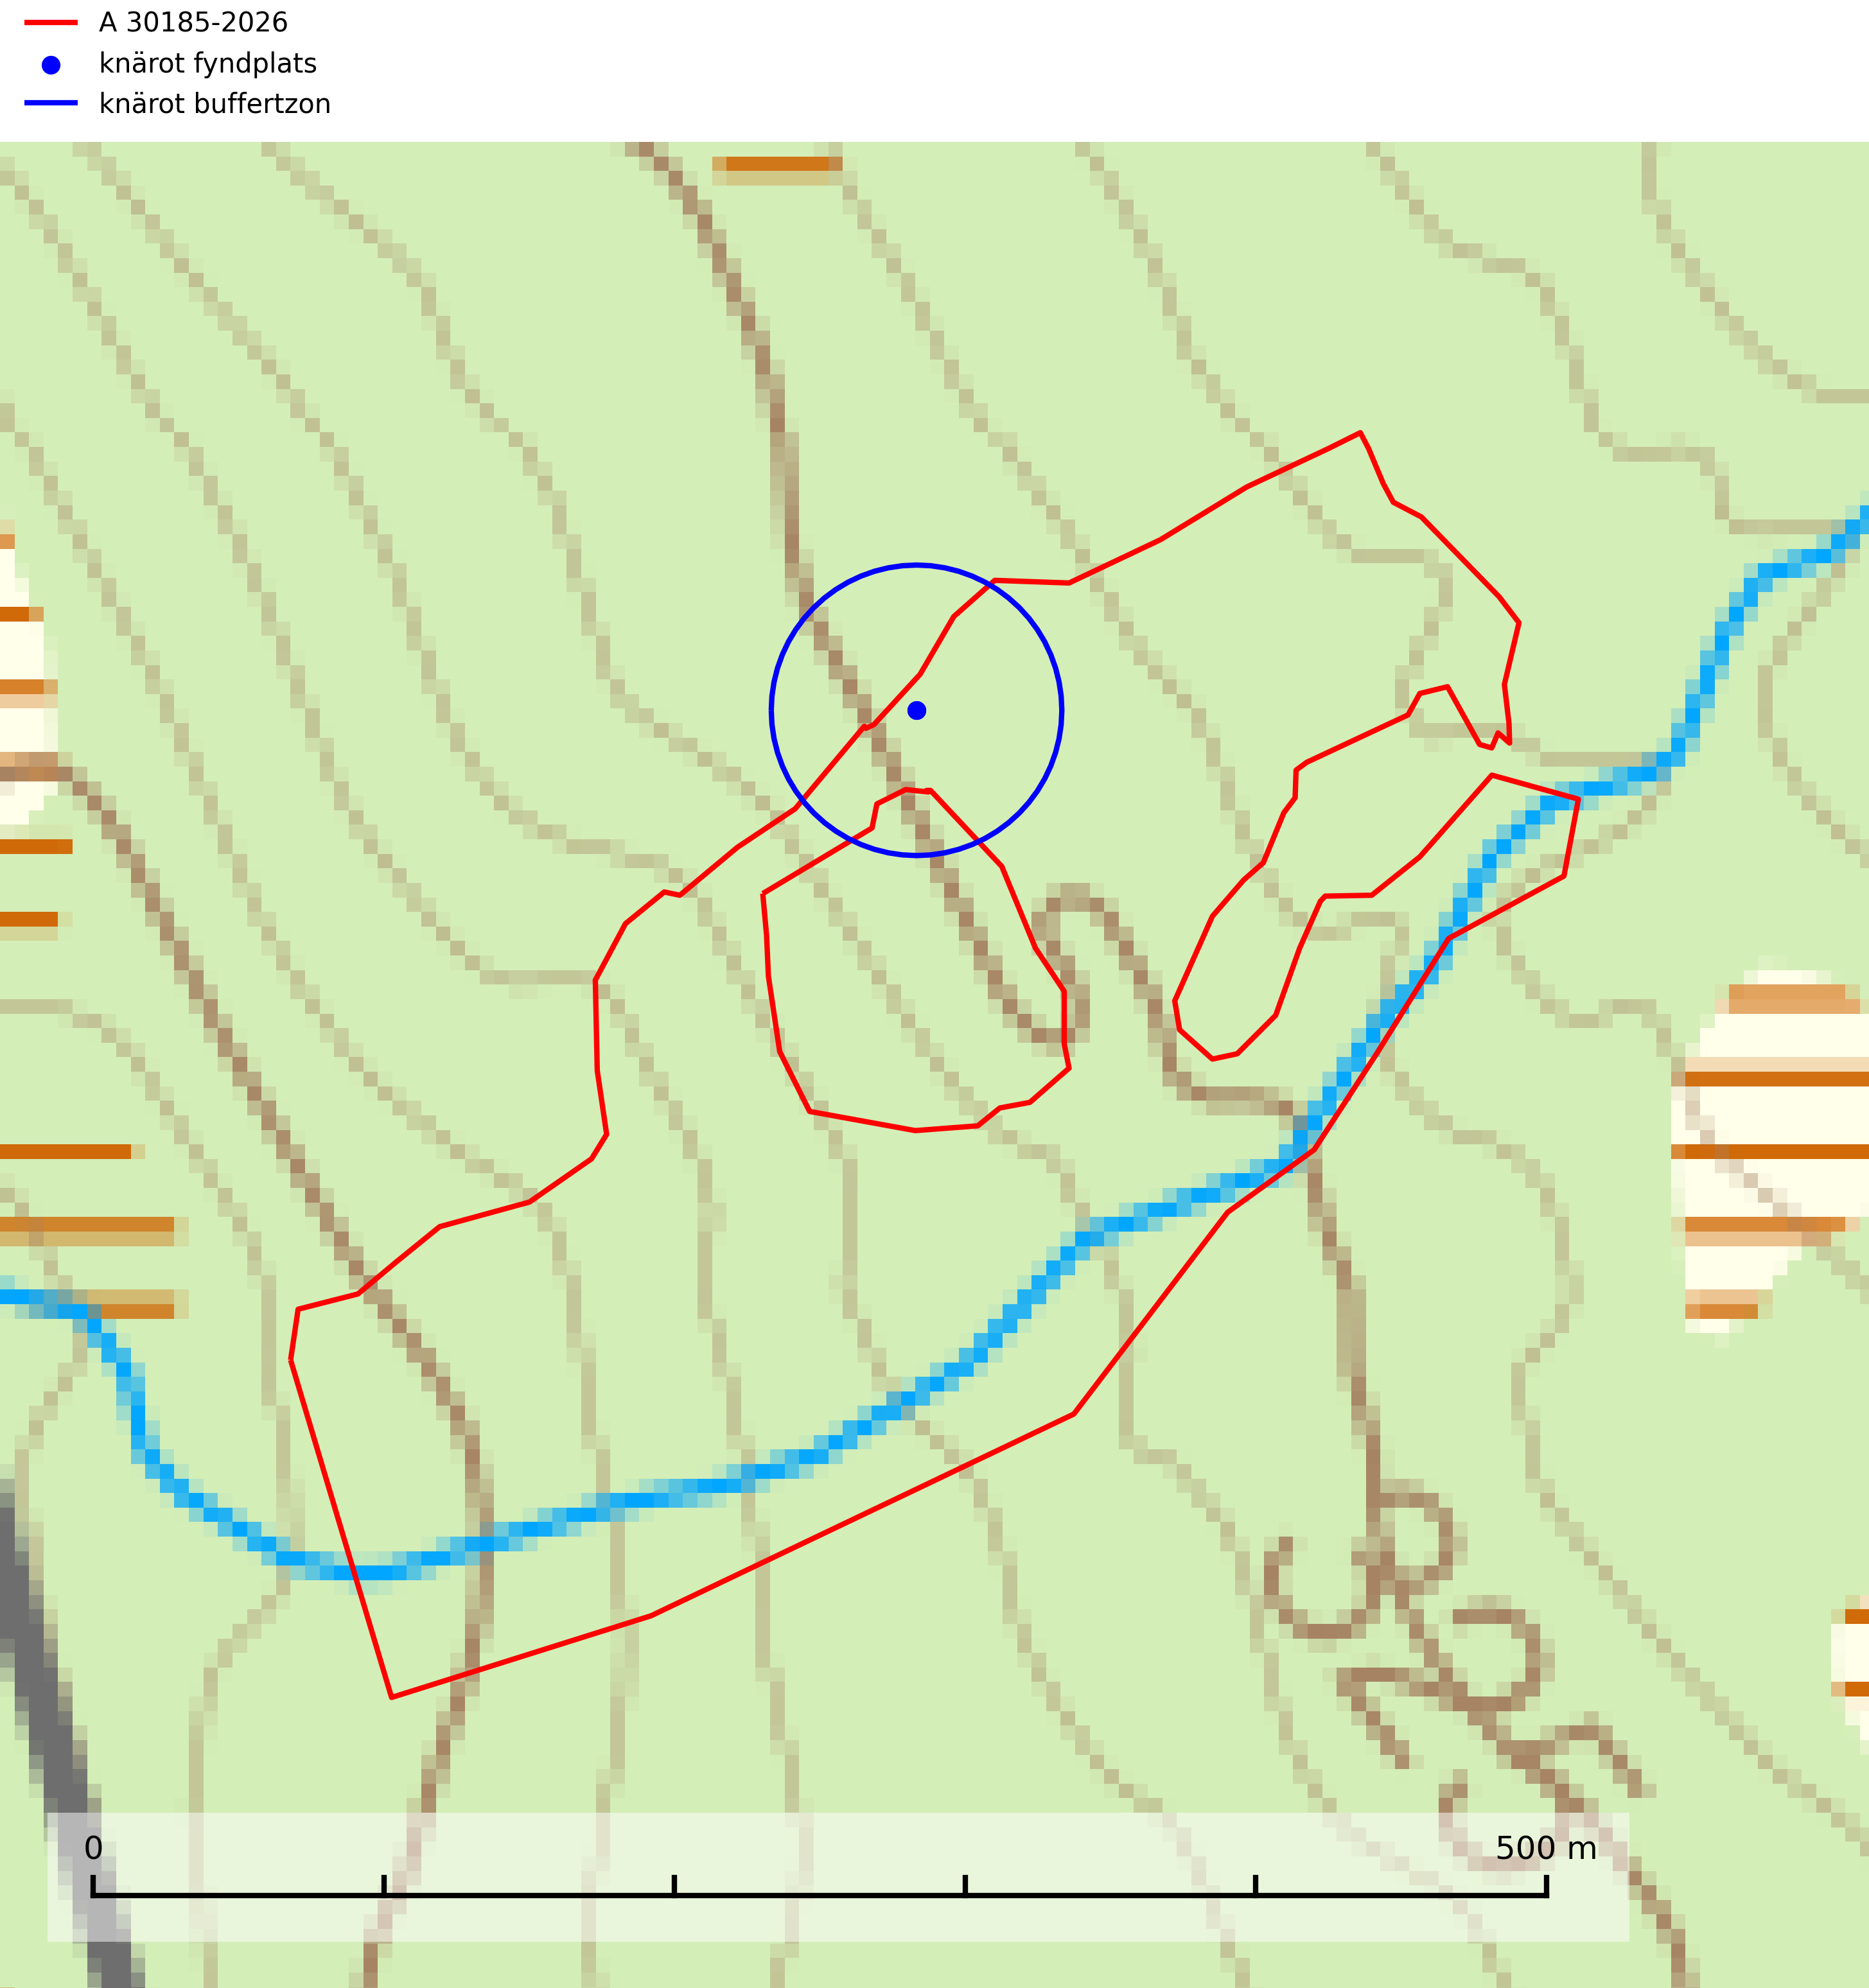 A 30185-2026
knärot fyndplats
knärot buffertzon
0 500 m